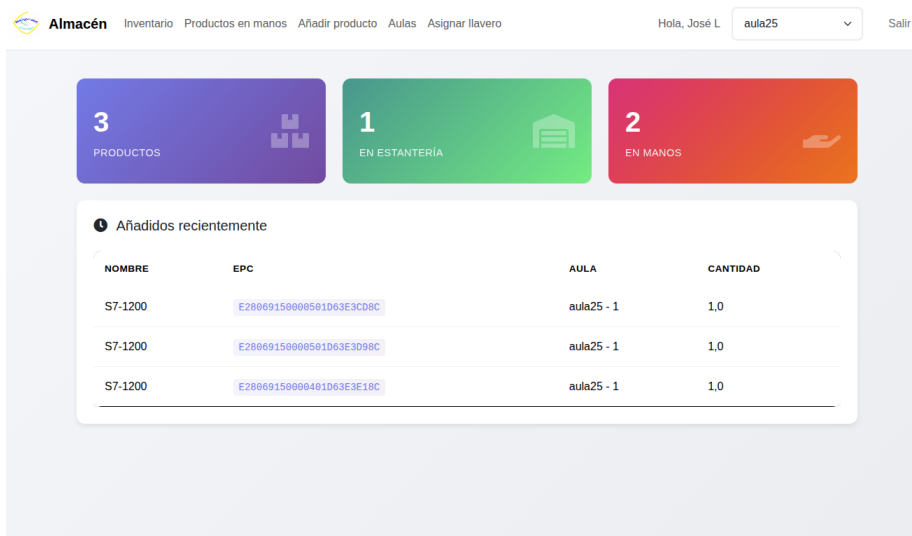 Almacén Inventario Productos en manos Añadir producto Aulas Asignar llavero Hola, José L aula25 Salir
3
PRODUCTOS
1
EN ESTANTERÍA
2
EN MANOS
Añadidos recientemente
NOMBRE EPC AULA CANTIDAD
S7-1200 E28069150000501D63E3CD8C aula25 - 1 1,0
S7-1200 E28069150000501D63E3D98C aula25 - 1 1,0
S7-1200 E28069150000401D63E3E18C aula25 - 1 1,0